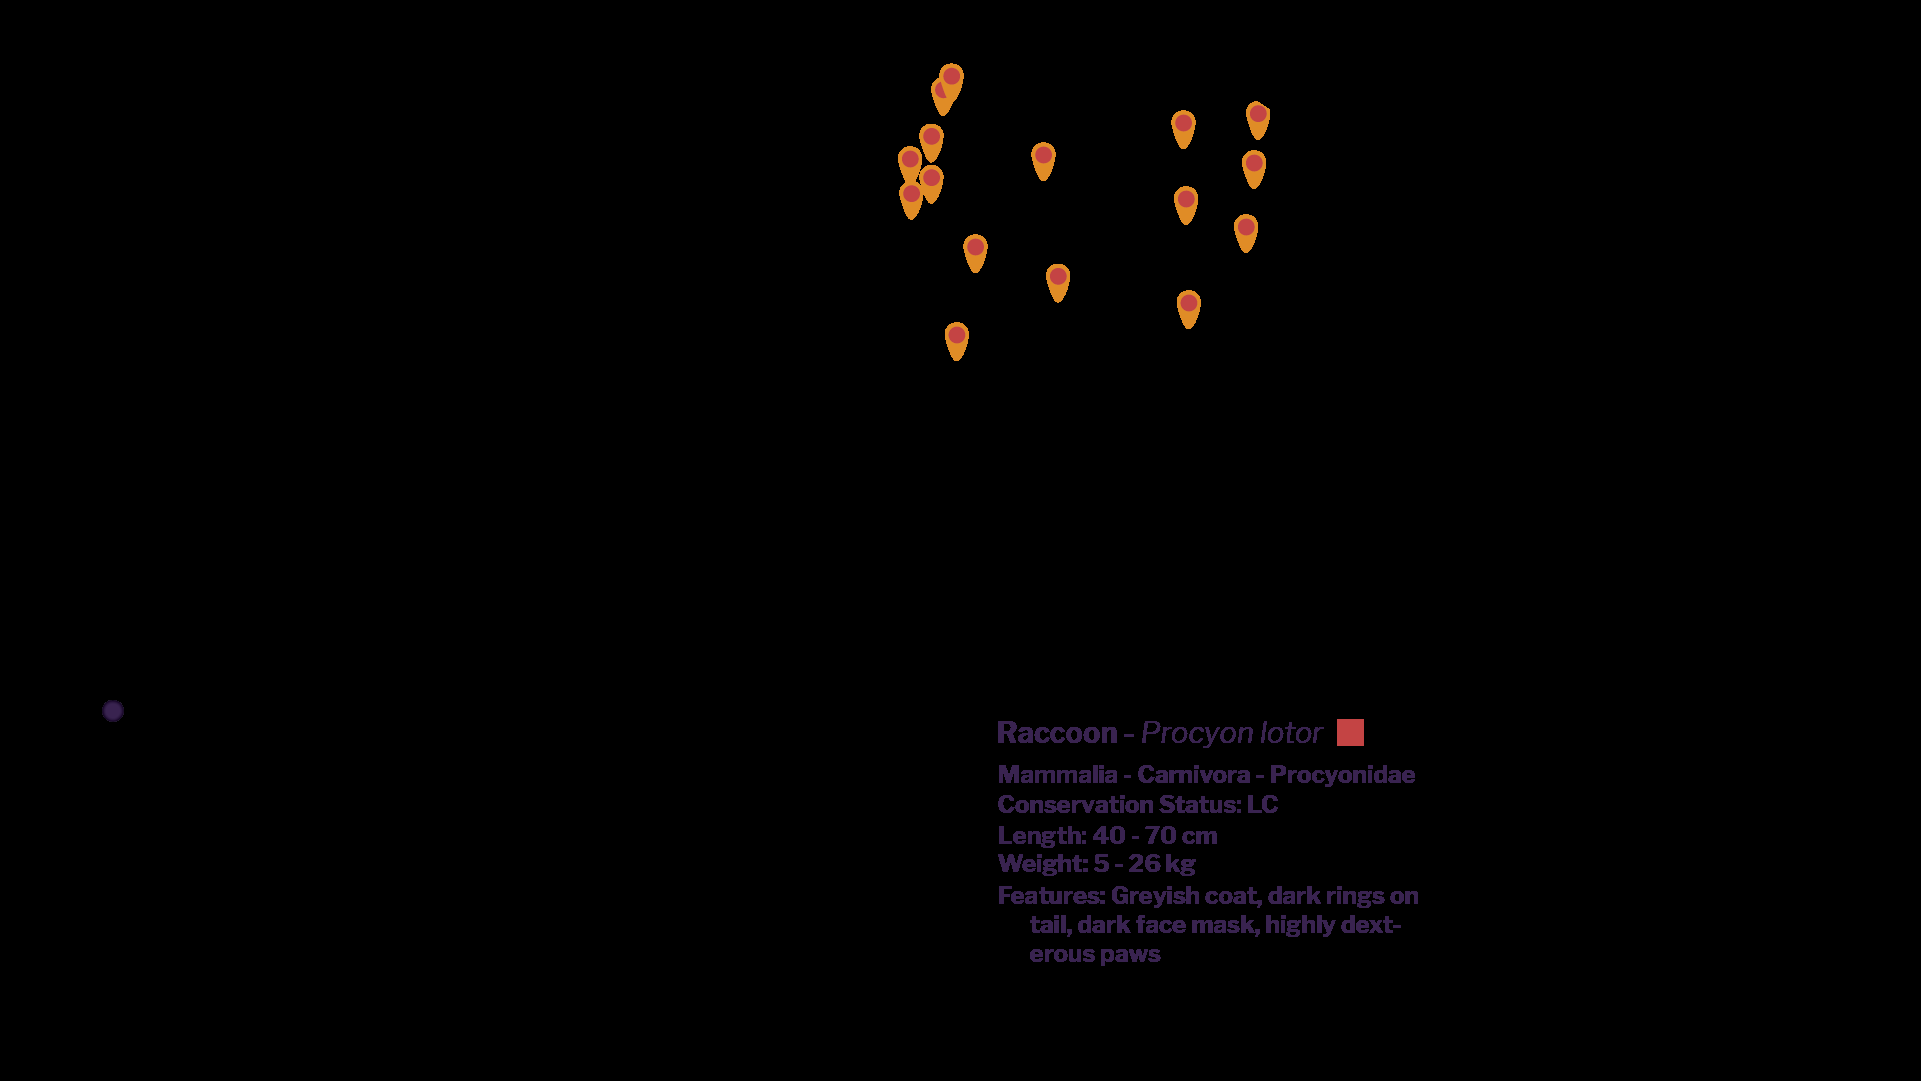 Raccoon - Procyon lotor
Mammalia - Carnivora - Procyonidae
Conservation Status: LC
Length: 40 - 70 cm
Weight: 5 - 26 kg
Features: Greyish coat, dark rings on
tail, dark face mask, highly dext-
erous paws